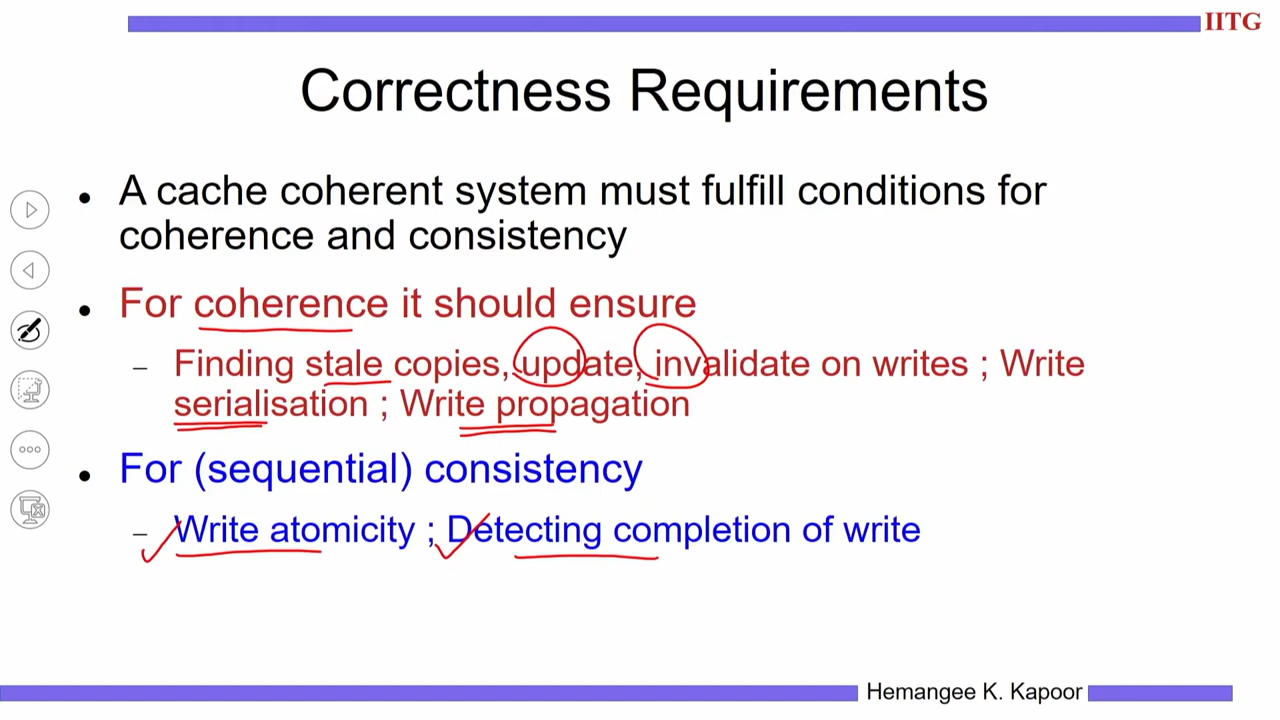 IITG
Correctness Requirements
• A cache coherent system must fulfill conditions for
coherence and consistency
• For coherence it should ensure
– Finding stale copies, update, invalidate on writes ; Write
serialisation ; Write propagation
• For (sequential) consistency
– Write atomicity ; Detecting completion of write
Hemangee K. Kapoor